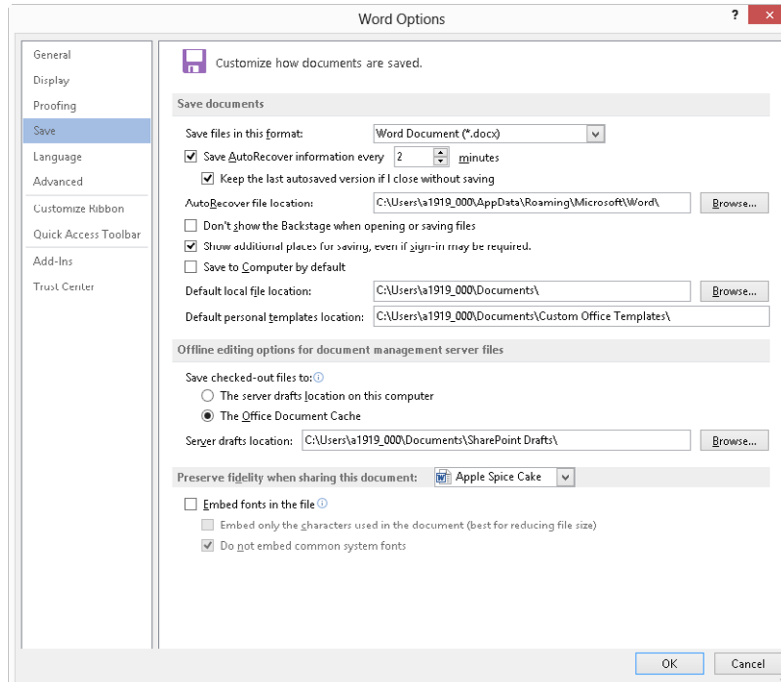 Word Options
?
×
General
Display
Proofing
Save
Language
Advanced
Customize Ribbon
Quick Access Toolbar
Add-Ins
Trust Center
Customize how documents are saved.
Save documents
Save files in this format: Word Document (*.docx)
Save AutoRecover information every 2 minutes
Keep the last autosaved version if I close without saving
AutoRecover file location: C:\Users\a1919_000\AppData\Roaming\Microsoft\Word\ Browse...
Don't show the Backstage when opening or saving files
Show additional places for saving, even if sign-in may be required.
Save to Computer by default
Default local file location: C:\Users\a1919_000\Documents\ Browse...
Default personal templates location: C:\Users\a1919_000\Documents\Custom Office Templates\
Offline editing options for document management server files
Save checked-out files to:
The server drafts location on this computer
The Office Document Cache
Server drafts location: C:\Users\a1919_000\Documents\SharePoint Drafts\ Browse...
Preserve fidelity when sharing this document: Apple Spice Cake
Embed fonts in the file
Embed only the characters used in the document (best for reducing file size)
Do not embed common system fonts
OK Cancel